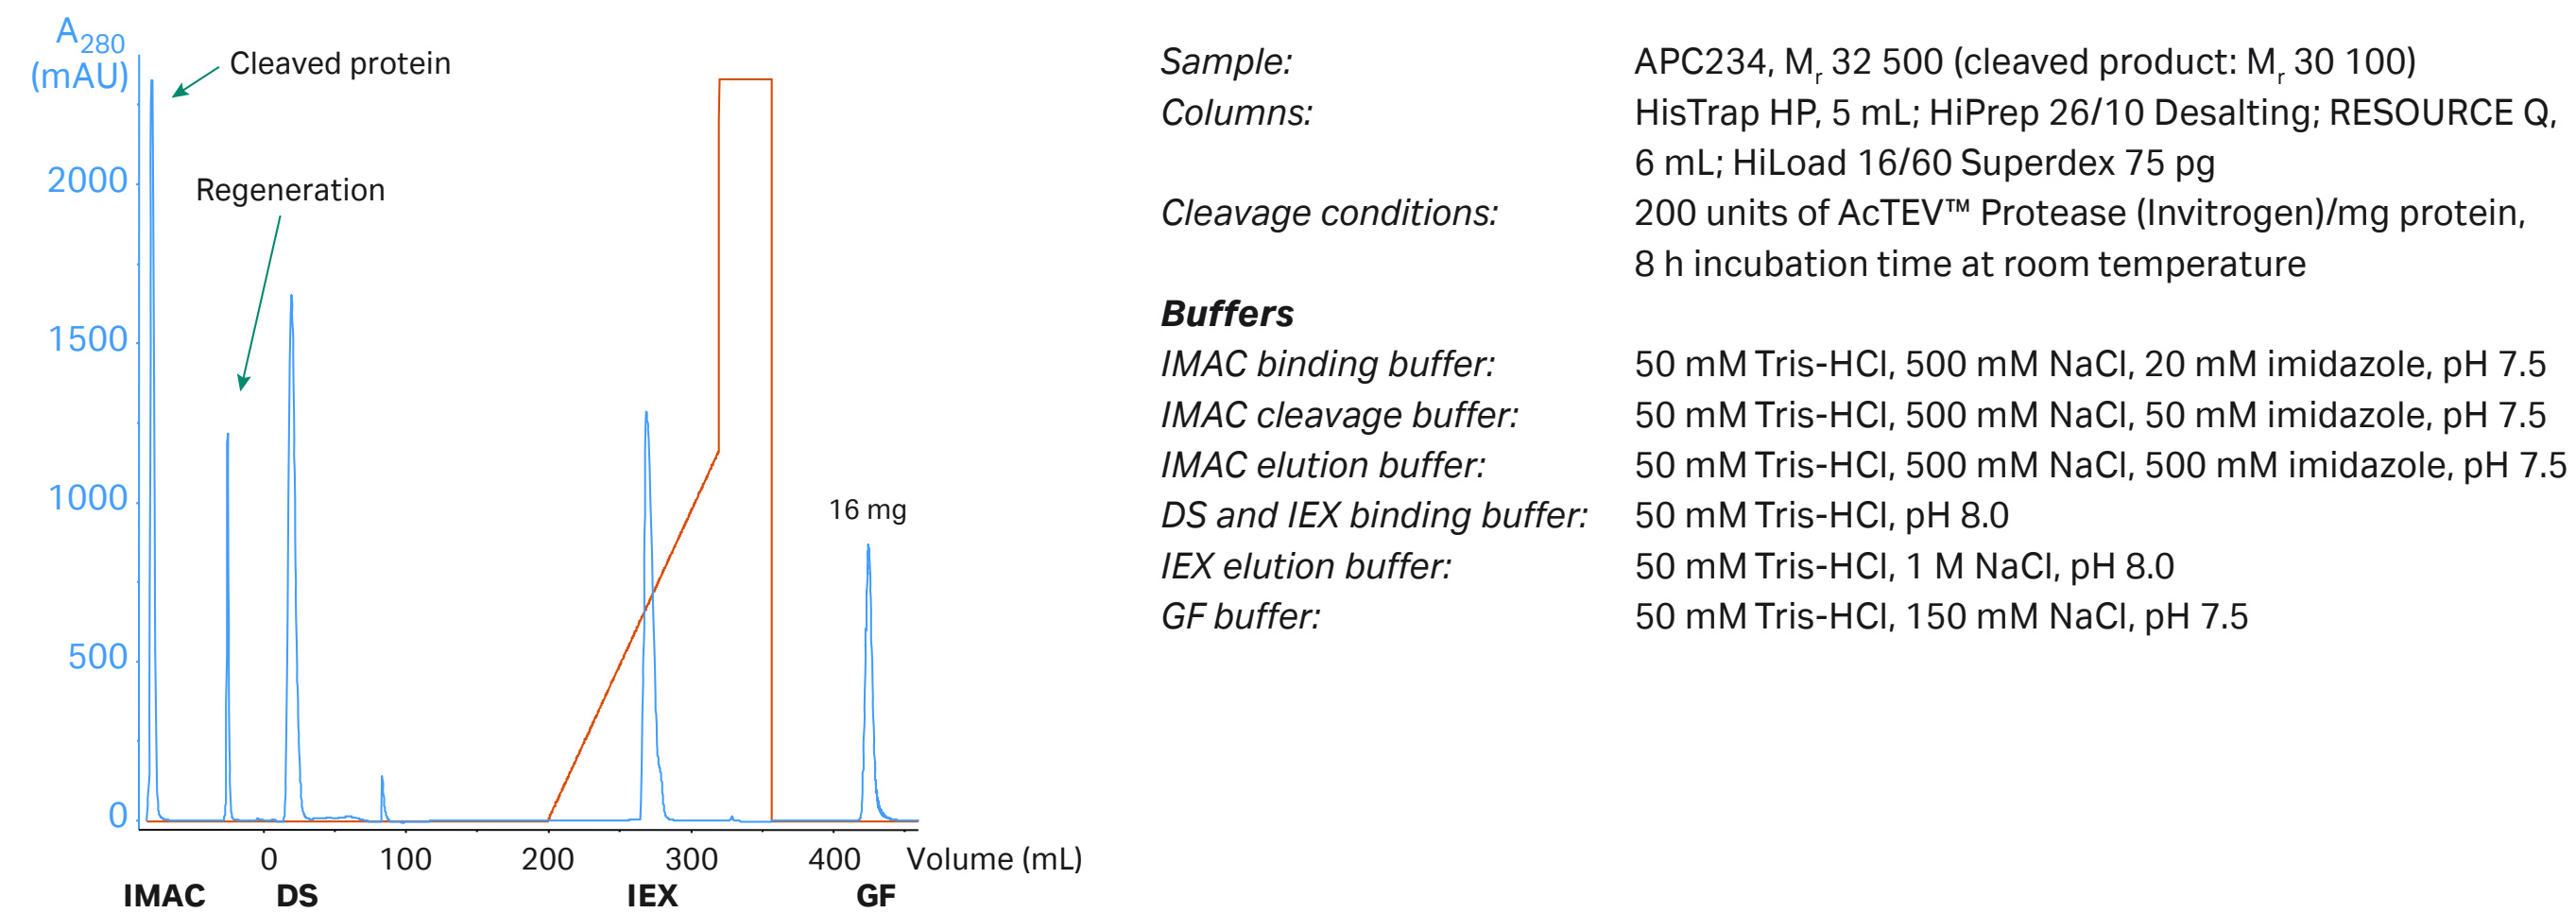 A280
(mAU)
Cleaved protein
2000
Regeneration
1500
1000
16 mg
500
0
0 100 200 300 400 Volume (mL)
IMAC DS IEX GF
Sample: APC234, Mr 32 500 (cleaved product: Mr 30 100)
Columns: HisTrap HP, 5 mL; HiPrep 26/10 Desalting; RESOURCE Q,
6 mL; HiLoad 16/60 Superdex 75 pg
Cleavage conditions: 200 units of AcTEV™ Protease (Invitrogen)/mg protein,
8 h incubation time at room temperature
Buffers
IMAC binding buffer: 50 mM Tris-HCl, 500 mM NaCl, 20 mM imidazole, pH 7.5
IMAC cleavage buffer: 50 mM Tris-HCl, 500 mM NaCl, 50 mM imidazole, pH 7.5
IMAC elution buffer: 50 mM Tris-HCl, 500 mM NaCl, 500 mM imidazole, pH 7.5
DS and IEX binding buffer: 50 mM Tris-HCl, pH 8.0
IEX elution buffer: 50 mM Tris-HCl, 1 M NaCl, pH 8.0
GF buffer: 50 mM Tris-HCl, 150 mM NaCl, pH 7.5